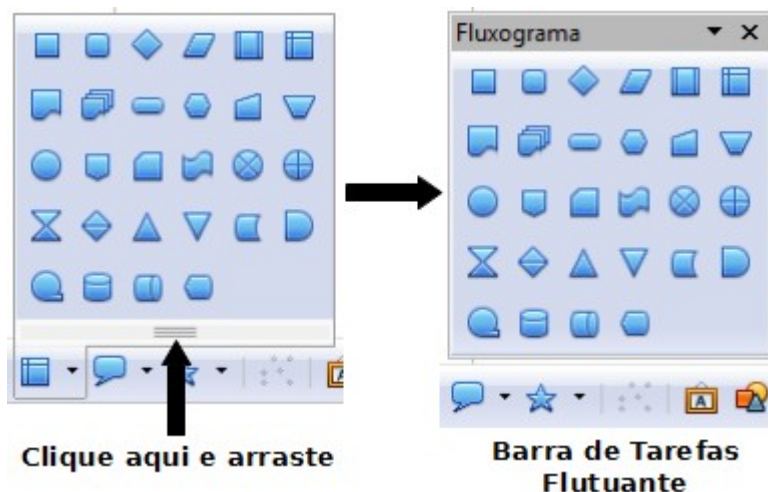 Fluxograma
Clique aqui e arraste
Barra de Tarefas
Flutuante
A
A